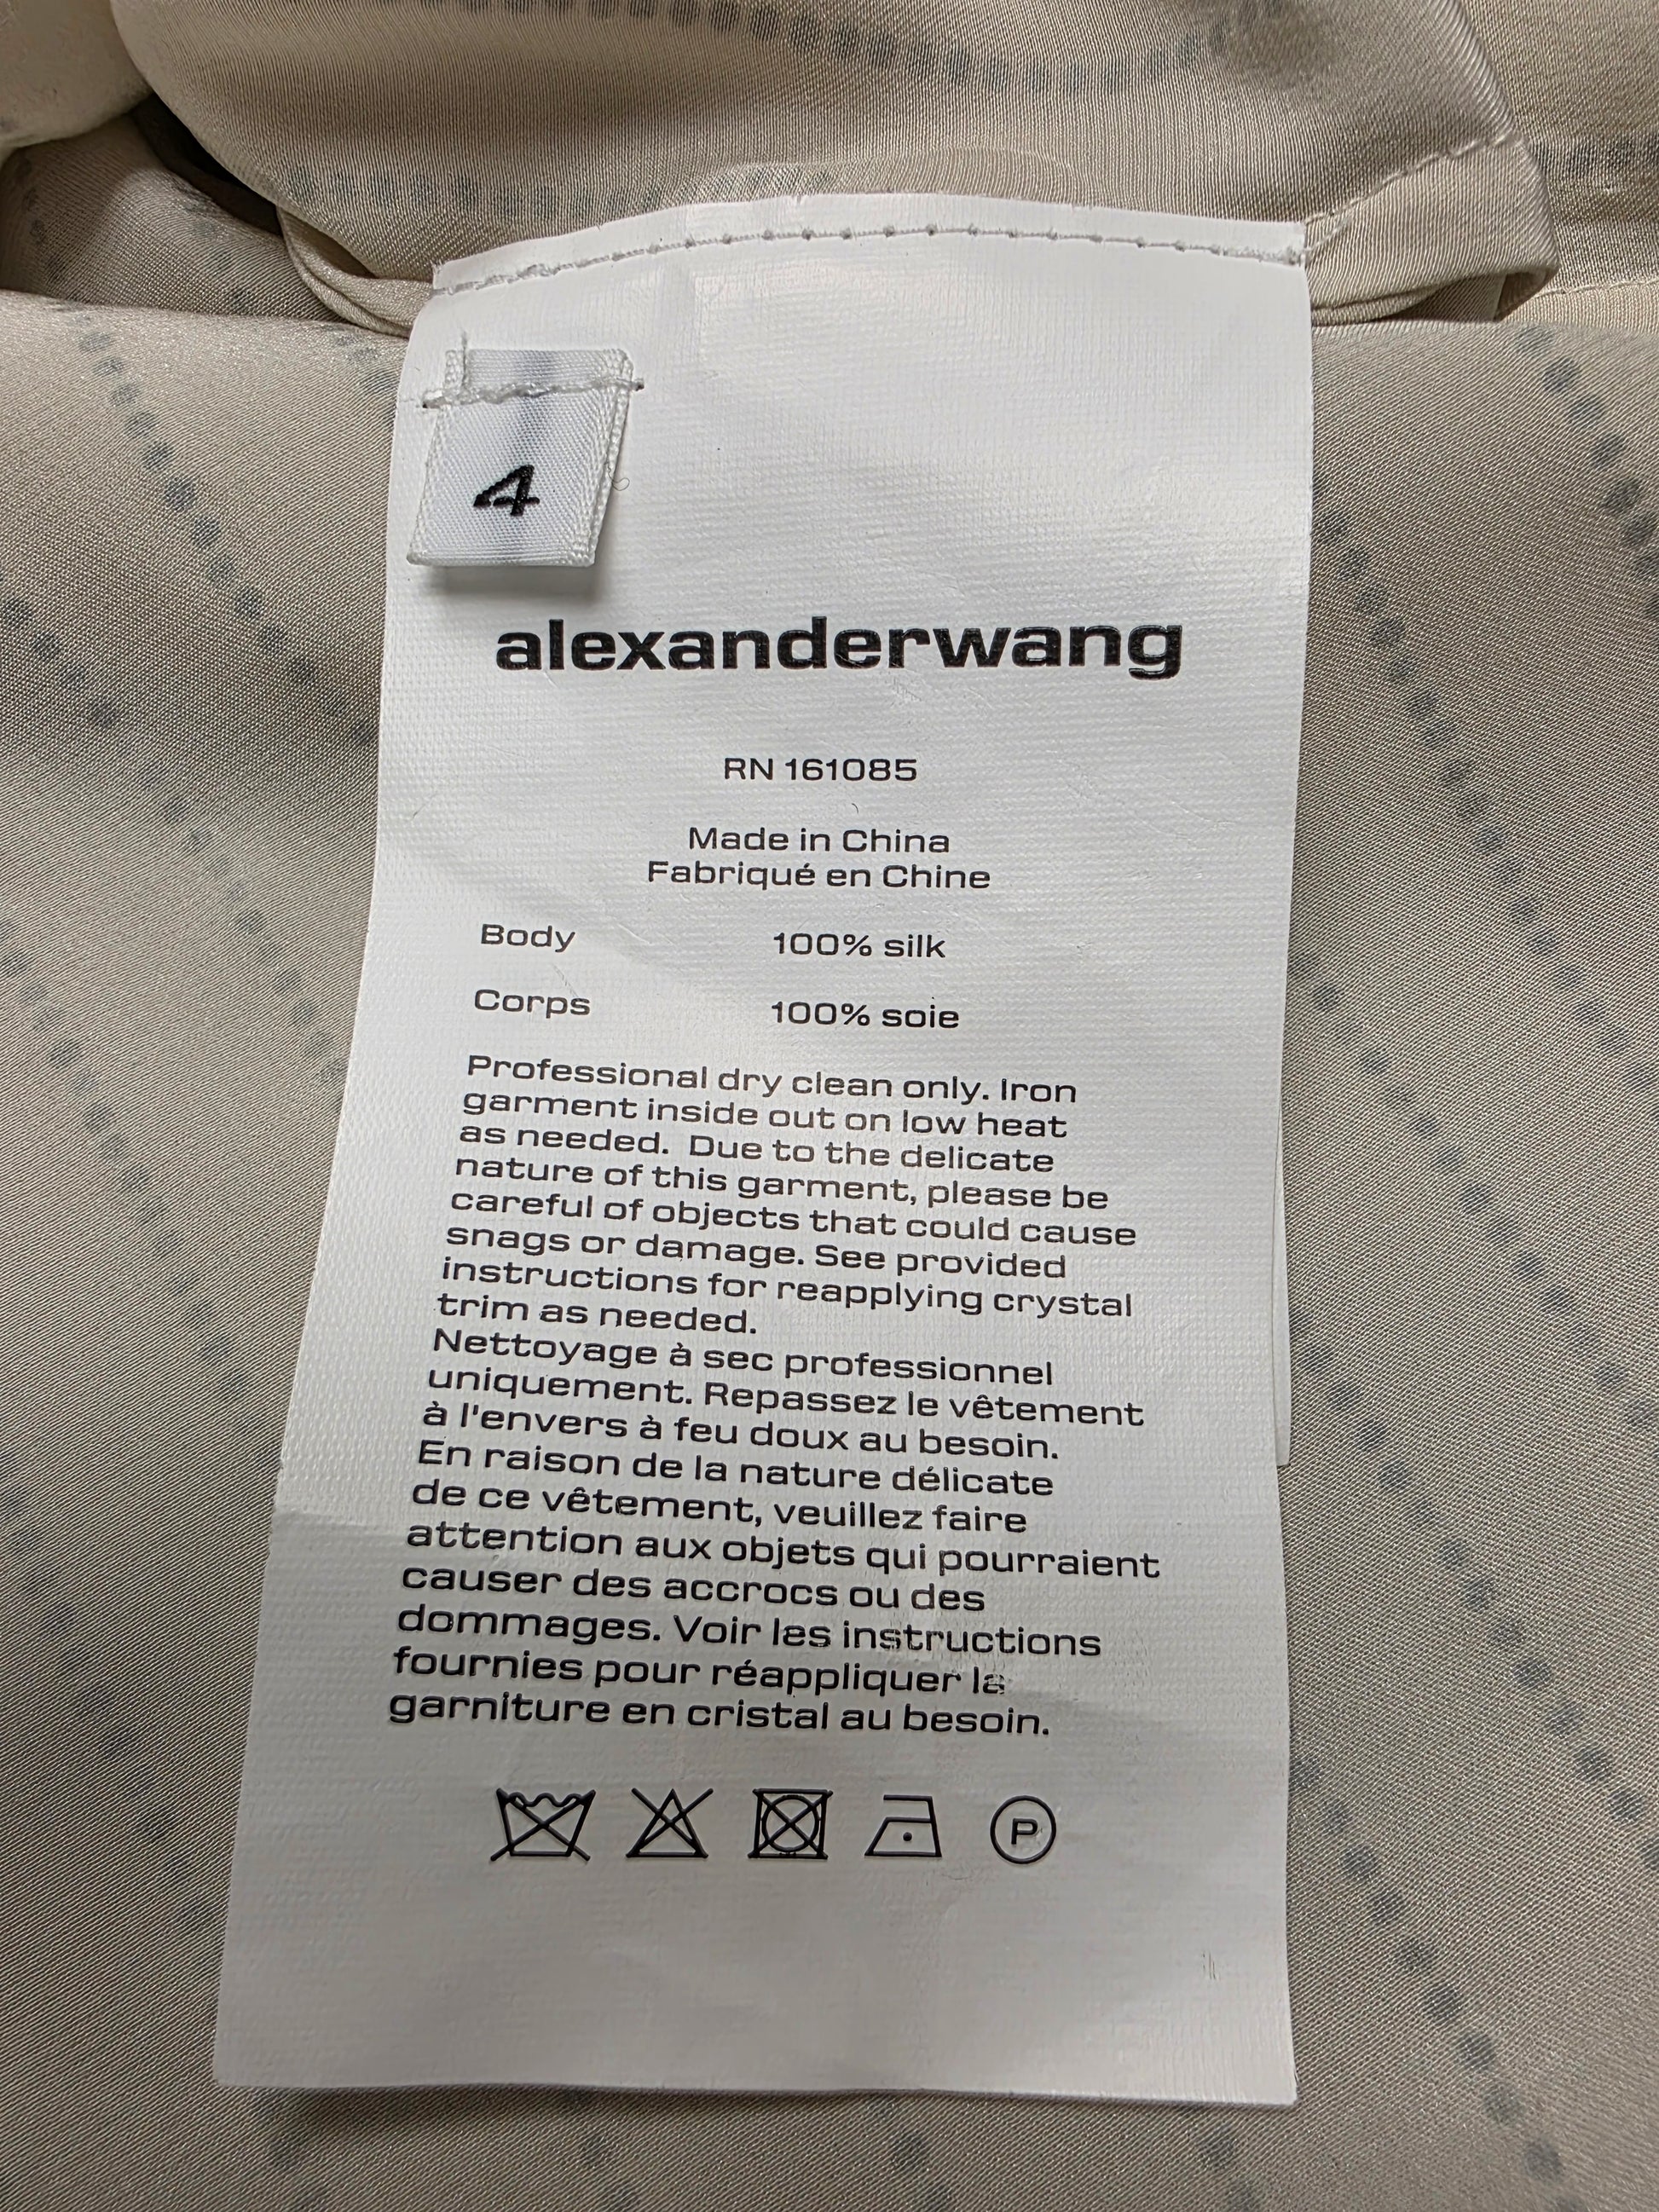 4
alexanderwang
RN 161085
Made in China
Fabriqué en Chine
Body 100% silk
Corps 100% soie
Professional dry clean only. Iron
garment inside out on low heat
as needed. Due to the delicate
nature of this garment, please be
careful of objects that could cause
snags or damage. See provided
instructions for reapplying crystal
trim as needed.
Nettoyage à sec professionnel
uniquement. Repassez le vêtement
à l'envers à feu doux au besoin.
En raison de la nature délicate
de ce vêtement, veuillez faire
attention aux objets qui pourraient
causer des accrocs ou des
dommages. Voir les instructions
fournies pour réappliquer la
garniture en cristal au besoin.
P